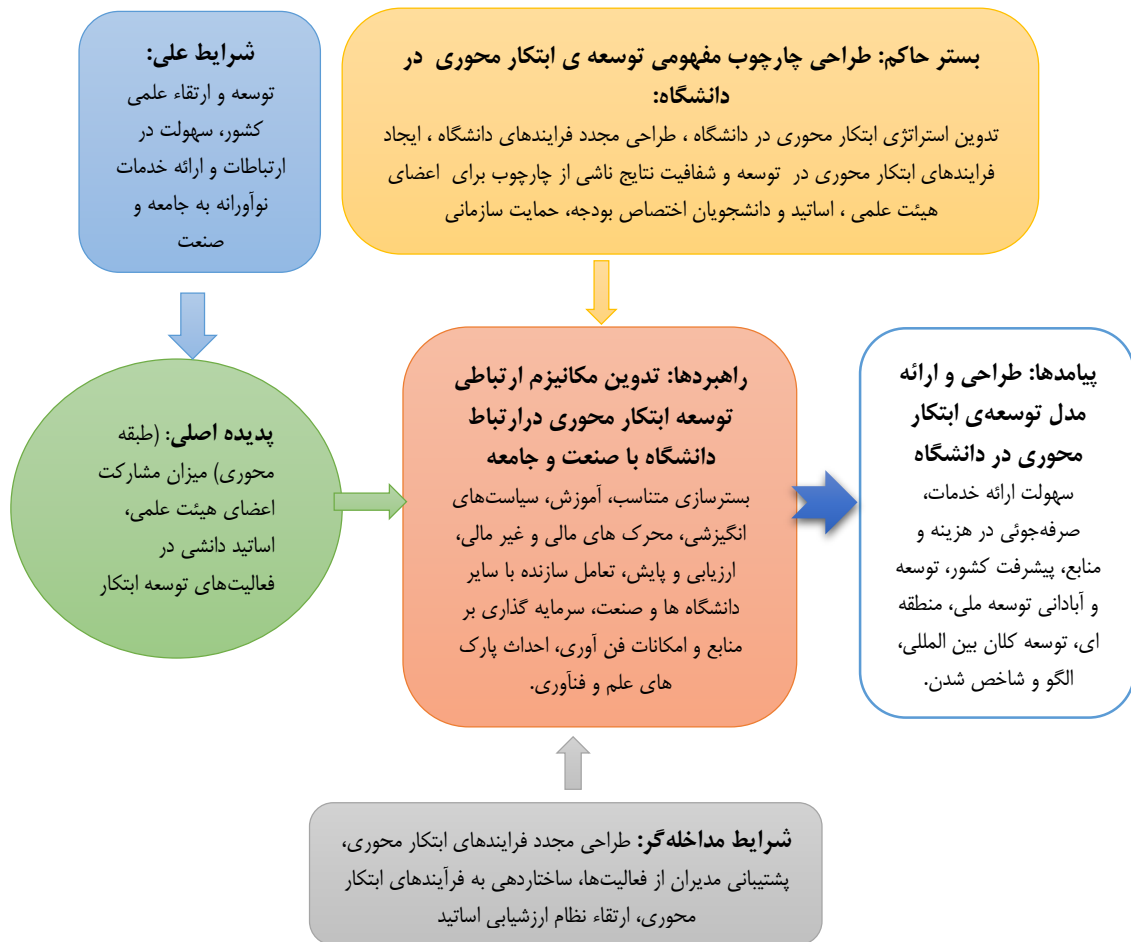 شرایط علی:
توسعه و ارتقاء علمی
کشور، سهولت در
ارتباطات و ارائه خدمات
نوآورانه به جامعه و
صنعت
بستر حاکم: طراحی چارچوب مفهومی توسعه ی ابتکار محوری در
دانشگاه:
تدوین استراتژی ابتکار محوری در دانشگاه ، طراحی مجدد فرایندهای دانشگاه ، ایجاد
فرایندهای ابتکار محوری در توسعه و شفافیت نتایج ناشی از چارچوب برای اعضای
هیئت علمی ، اساتید و دانشجویان اختصاص بودجه، حمایت سازمانی
پدیده اصلی: (طبقه
محوری) میزان مشارکت
اعضای هیئت علمی،
اساتید دانشی در
فعالیت‌های توسعه ابتکار
راهبردها: تدوین مکانیزم ارتباطی
توسعه ابتکار محوری درارتباط
دانشگاه با صنعت و جامعه
بسترسازی متناسب، آموزش، سیاست‌های
انگیزشی، محرک های مالی و غیر مالی،
ارزیابی و پایش، تعامل سازنده با سایر
دانشگاه ها و صنعت، سرمایه گذاری بر
منابع و امکانات فن آوری، احداث پارک
های علم و فنآوری.
پیامدها: طراحی و ارائه
مدل توسعه‌ی ابتکار
محوری در دانشگاه
سهولت ارائه خدمات،
صرفه‌جوئی در هزینه و
منابع، پیشرفت کشور، توسعه
و آبادانی توسعه ملی، منطقه
ای، توسعه کلان بین المللی،
الگو و شاخص شدن.
شرایط مداخله‌گر: طراحی مجدد فرایندهای ابتکار محوری،
پشتیبانی مدیران از فعالیت‌ها، ساختاردهی به فرآیندهای ابتکار
محوری، ارتقاء نظام ارزشیابی اساتید